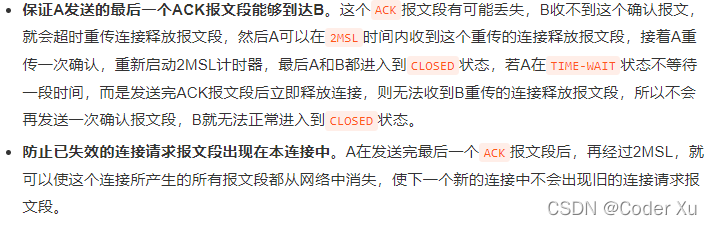 保证A发送的最后一个ACK报文段能够到达B。这个 ACK 报文段有可能丢失，B收不到这个确认报文，
就会超时重传连接释放报文段，然后A可以在 2MSL 时间内收到这个重传的连接释放报文段，接着A重
传一次确认，重新启动2MSL计时器，最后A和B都进入到 CLOSED 状态，若A在 TIME-WAIT 状态不等待
一段时间，而是发送完ACK报文段后立即释放连接，则无法收到B重传的连接释放报文段，所以不会
再发送一次确认报文段，B就无法正常进入到 CLOSED 状态。
防止已失效的连接请求报文段出现在本连接中。A在发送完最后一个 ACK 报文段后，再经过2MSL，就
可以使这个连接所产生的所有报文段都从网络中消失，使下一个新的连接中不会出现旧的连接请求报
文段。
CSDN @Coder Xu